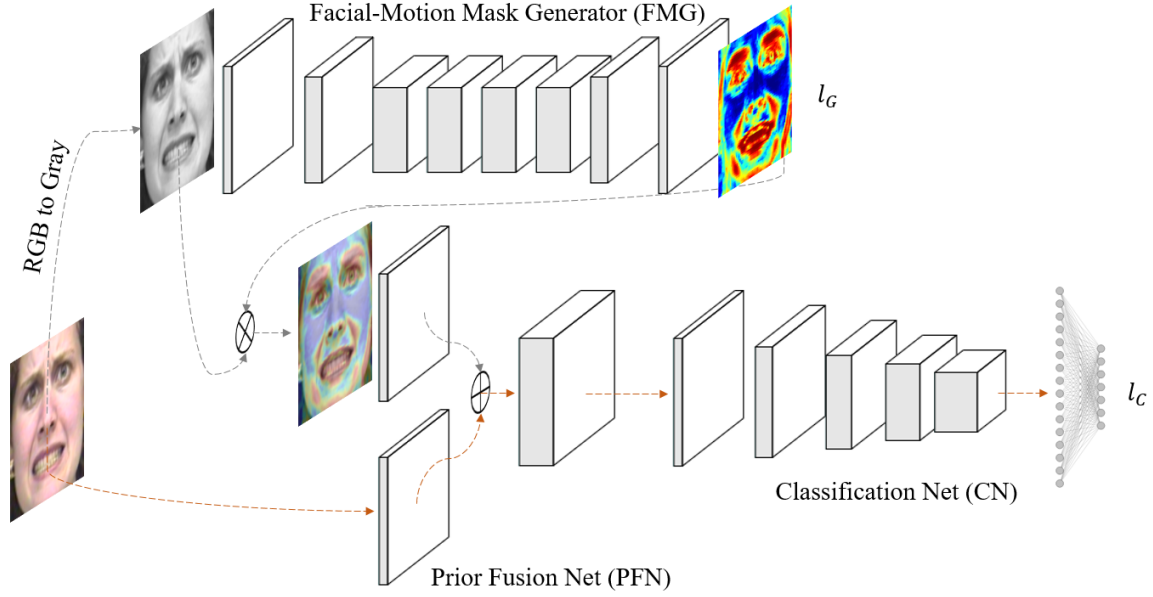 Facial-Motion Mask Generator (FMG)
l_G
RGB to Gray
l_C
Classification Net (CN)
Prior Fusion Net (PFN)